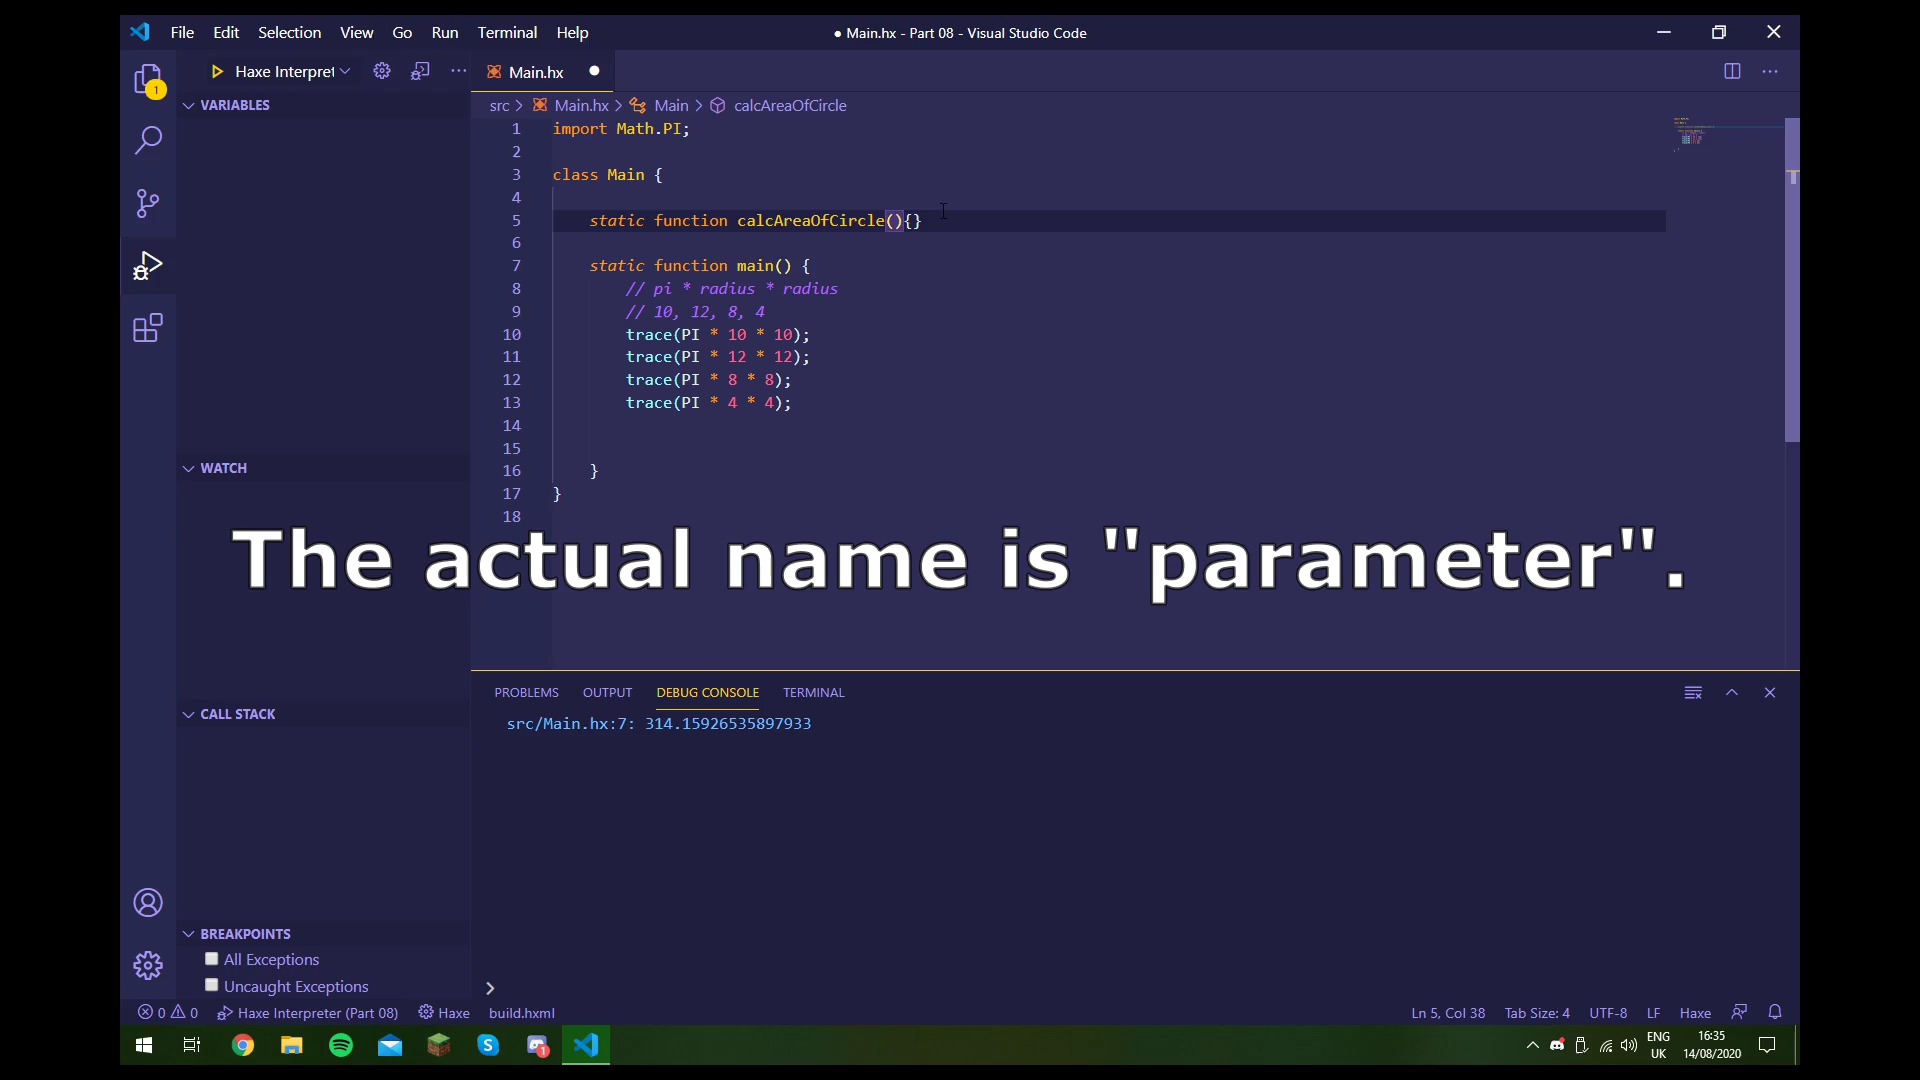 File Edit Selection View Go Run Terminal Help
● Main.hx - Part 08 - Visual Studio Code
1
Haxe Interpret
Main.hx
VARIABLES
src > Main.hx > Main > calcAreaOfCircle
1 import Math.PI;
2
3 class Main {
4
5 static function calcAreaOfCircle(){}
6
7 static function main() {
8 // pi * radius * radius
9 // 10, 12, 8, 4
10 trace(PI * 10 * 10);
11 trace(PI * 12 * 12);
12 trace(PI * 8 * 8);
13 trace(PI * 4 * 4);
14
15
16 }
17 }
18
WATCH
The actual name is "parameter".
PROBLEMS OUTPUT DEBUG CONSOLE TERMINAL
CALL STACK
src/Main.hx:7: 314.15926535897933
BREAKPOINTS
All Exceptions
Uncaught Exceptions
0 0 Haxe Interpreter (Part 08) Haxe build.hxml
Ln 5, Col 38 Tab Size: 4 UTF-8 LF Haxe
1
ENG
UK
16:35
14/08/2020